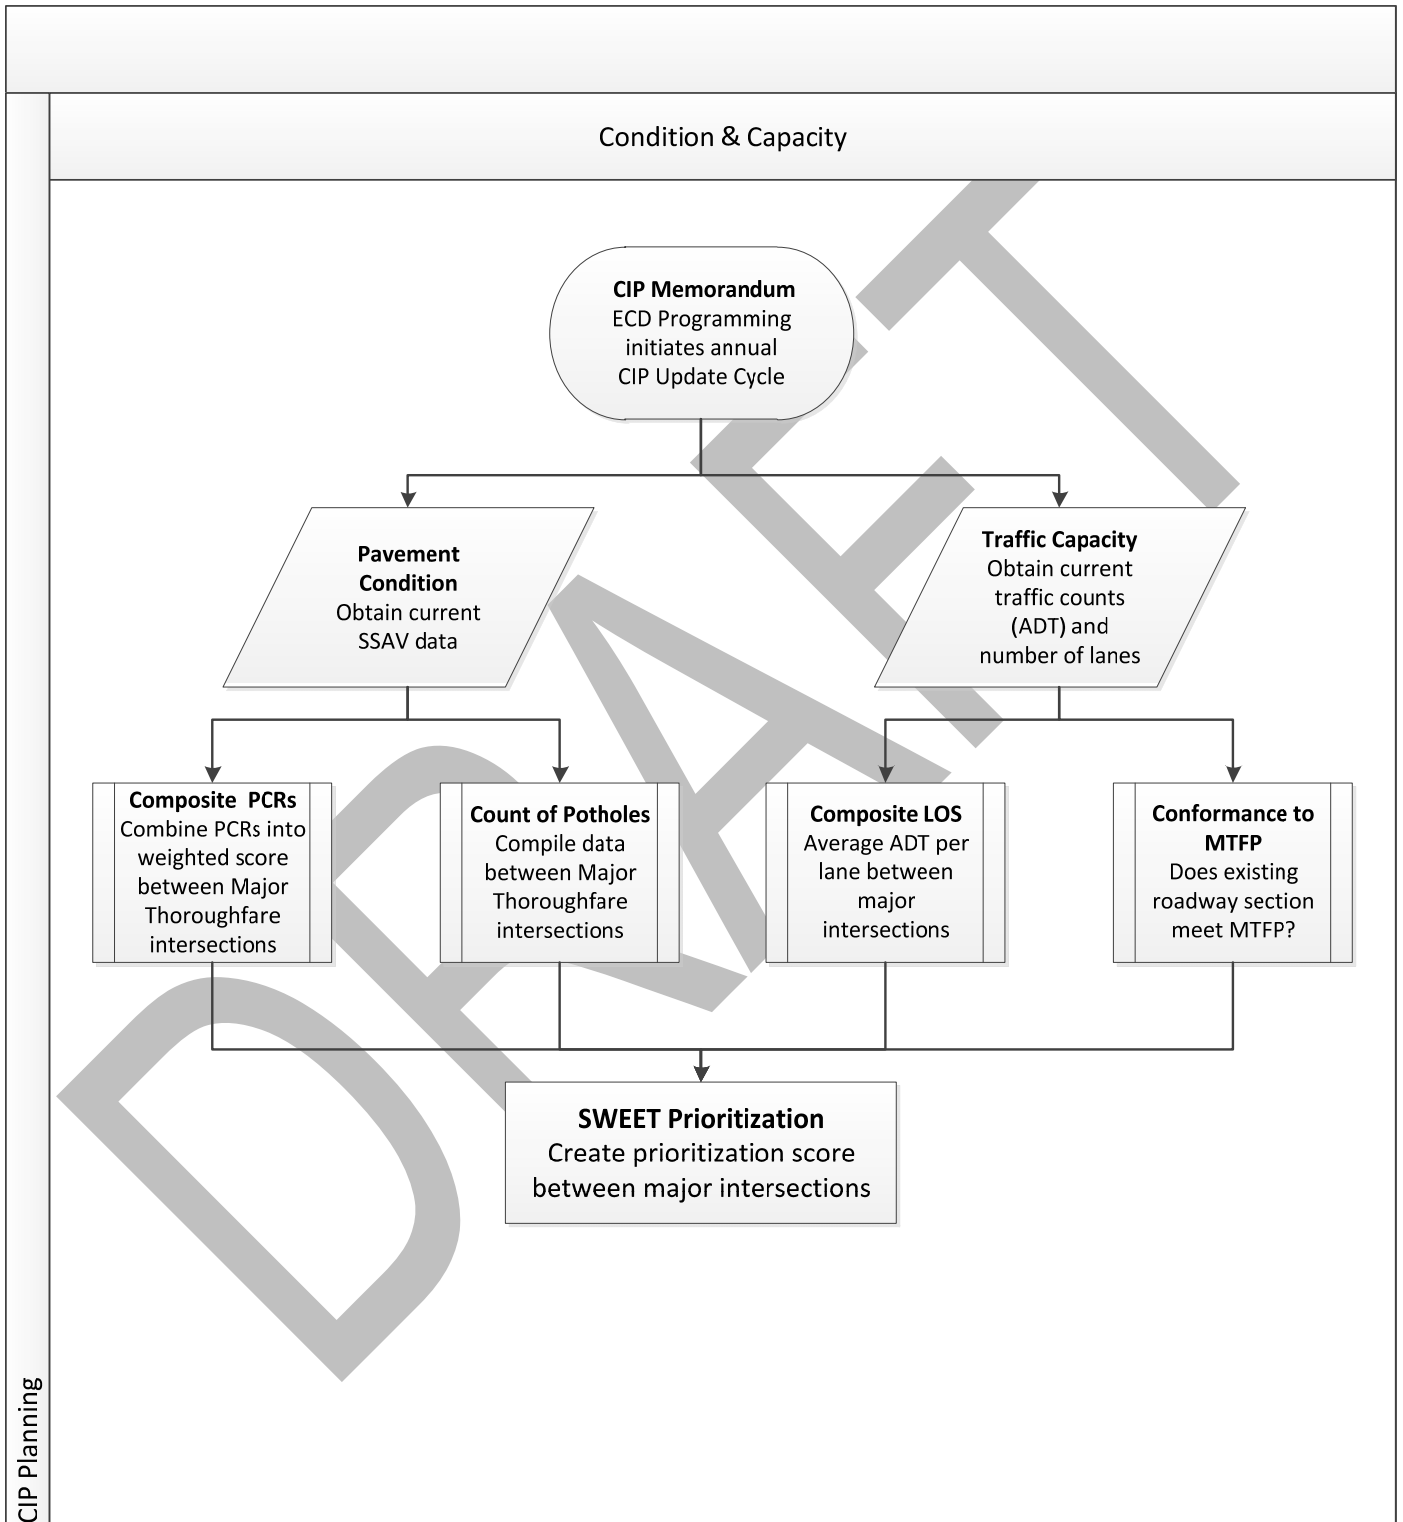 Condition & Capacity
CIP Memorandum
ECD Programming
initiates annual
CIP Update Cycle
Pavement
Condition
Obtain current
SSAV data
Traffic Capacity
Obtain current
traffic counts
(ADT) and
number of lanes
Composite PCRs
Combine PCRs into
weighted score
between Major
Thoroughfare
intersections
Count of Potholes
Compile data
between Major
Thoroughfare
intersections
Composite LOS
Average ADT per
lane between
major
intersections
Conformance to
MTFP
Does existing
roadway section
meet MTFP?
SWEET Prioritization
Create prioritization score
between major intersections
CIP Planning
DRAFT